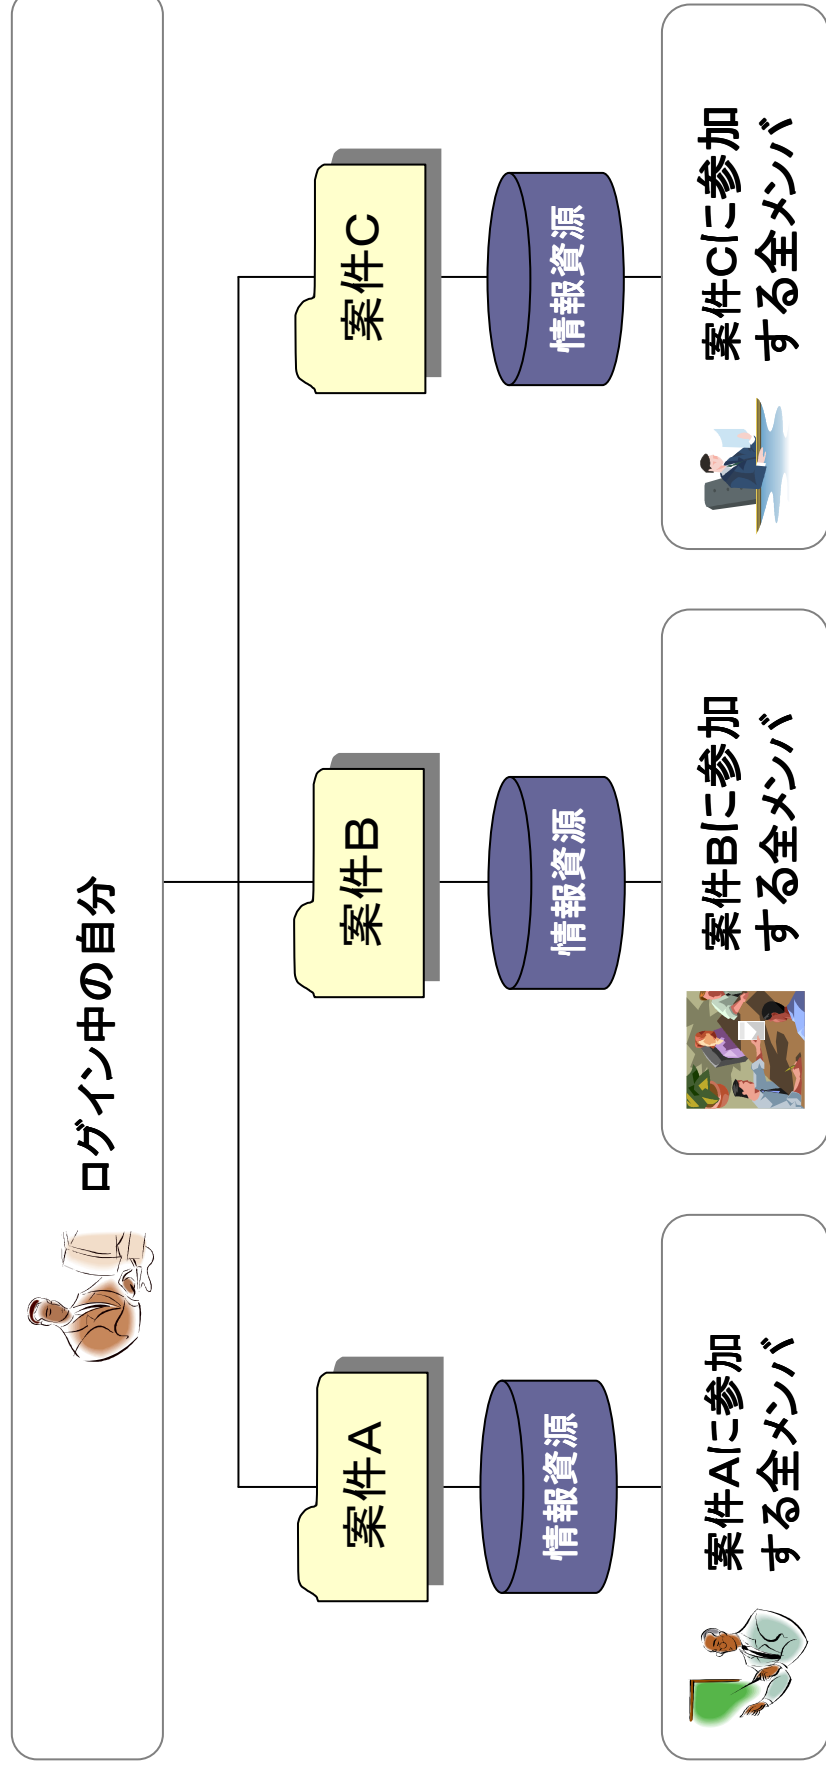 ログイン中の自分
案件A
案件B
案件C
情報資源
情報資源
情報資源
案件Aに参加
する全メンバ
案件Bに参加
する全メンバ
案件Cに参加
する全メンバ